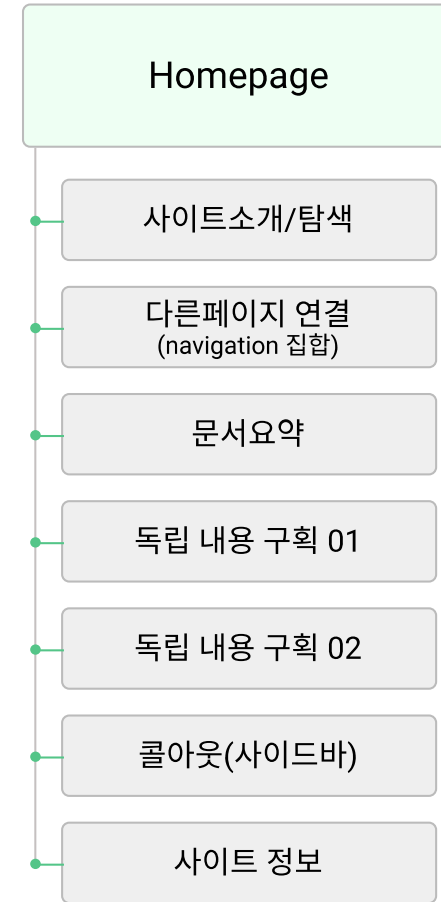 Homepage
사이트소개/탐색
다른페이지 연결
(navigation 집합)
문서요약
독립 내용 구획 01
독립 내용 구획 02
콜아웃(사이드바)
사이트 정보